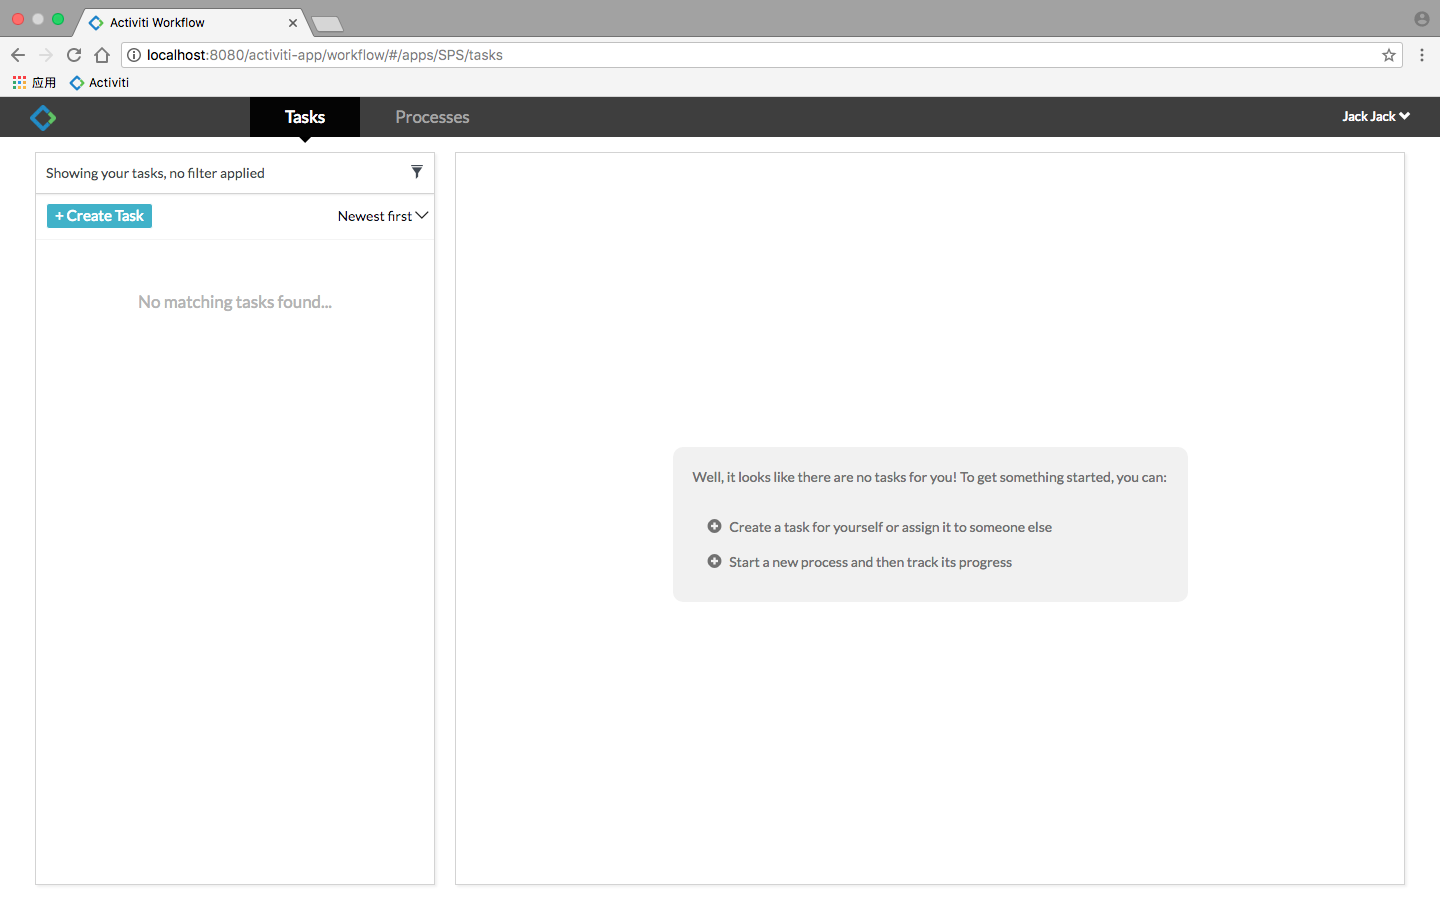 Activiti Workflow
localhost:8080/activiti-app/workflow/#/apps/SPS/tasks
应用 Activiti
Tasks Processes Jack Jack
Showing your tasks, no filter applied
+ Create Task Newest first
No matching tasks found...
Well, it looks like there are no tasks for you! To get something started, you can:
Create a task for yourself or assign it to someone else
Start a new process and then track its progress